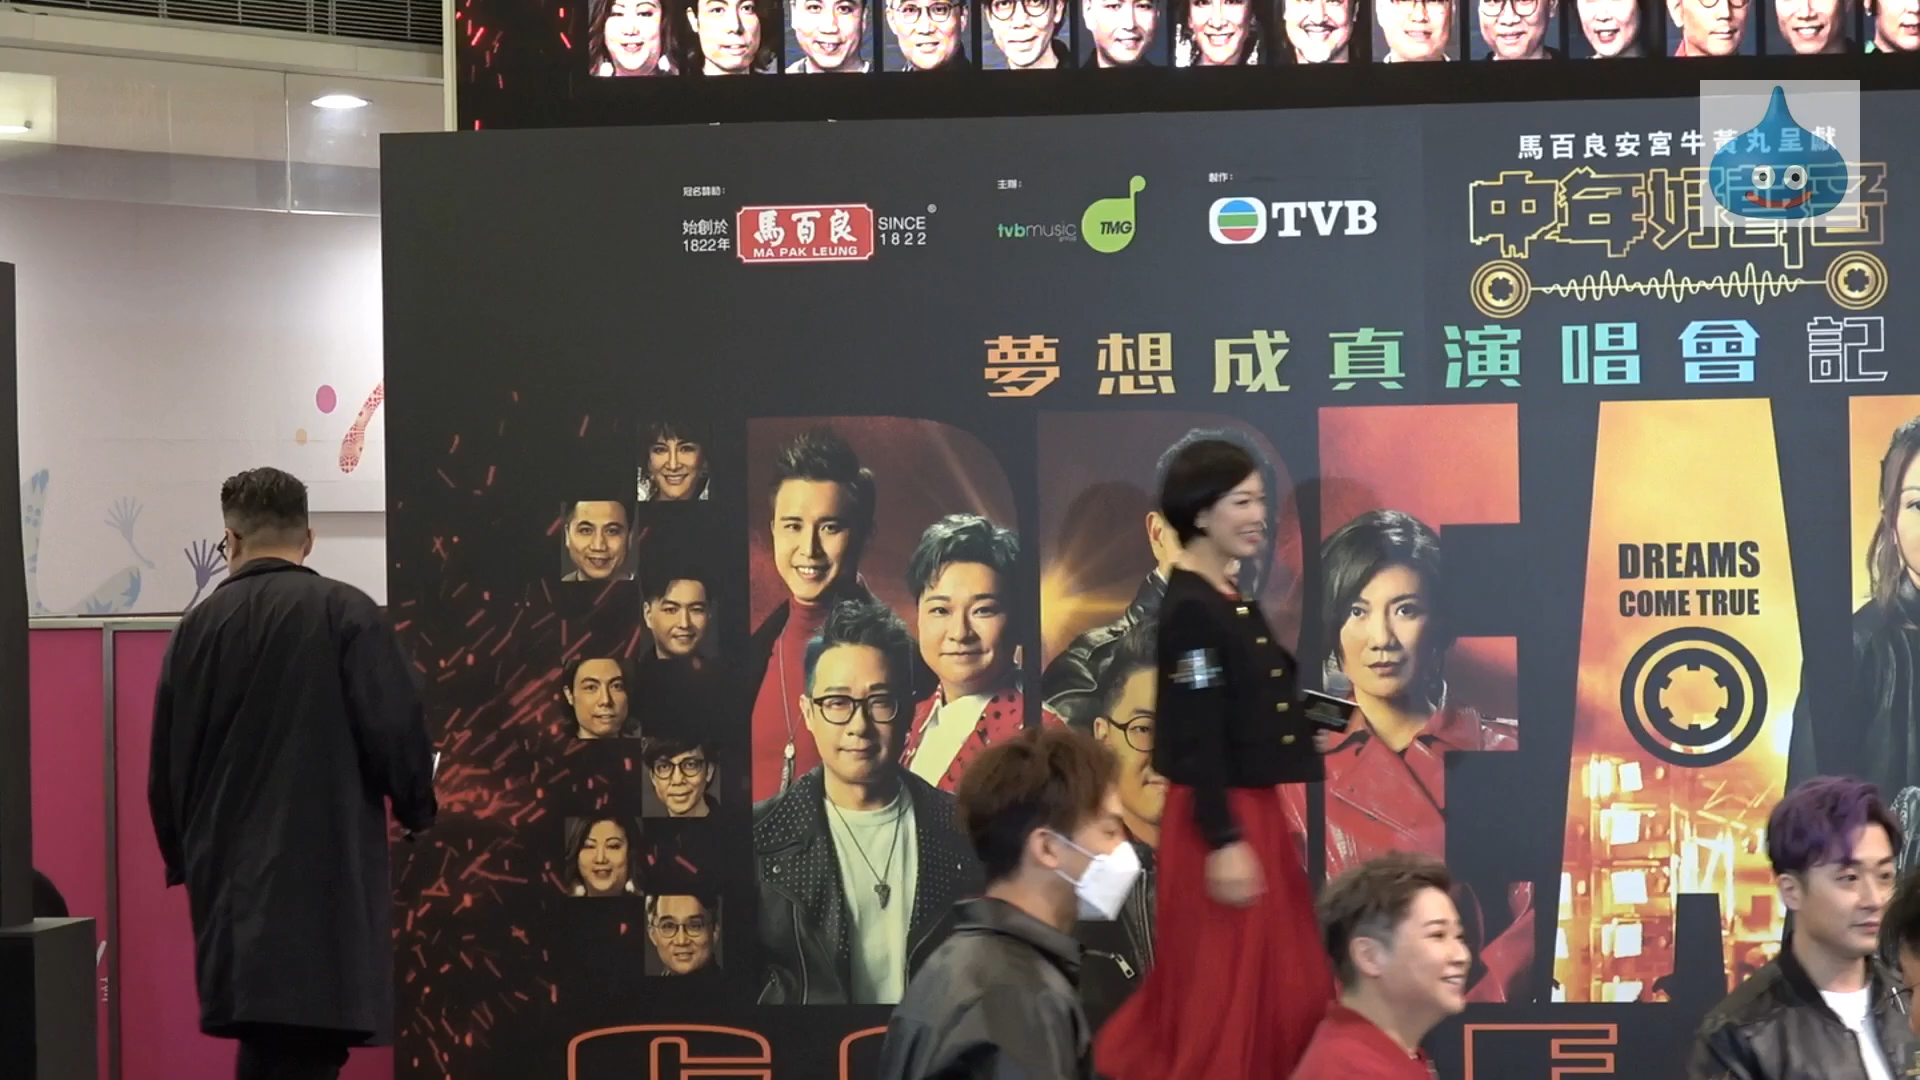 馬百良安宮牛黃丸呈獻
冠名贊助：
始創於
1822年
馬百良
MA PAK LEUNG
SINCE
1822
®
主辦：
tvbmusic
group
TMG
製作：
TVB
中年好聲音
夢想成真演唱會記
DREAMS
COME TRUE